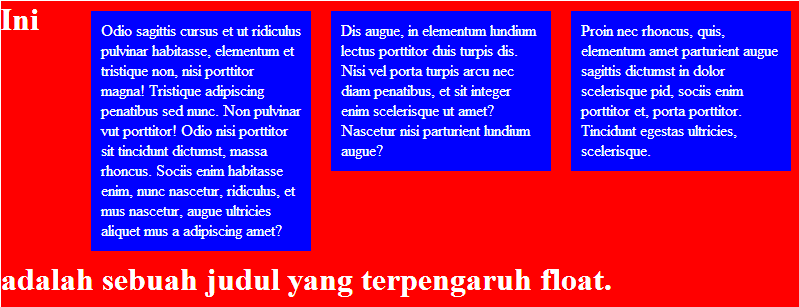 Ini
Odio sagittis cursus et ut ridiculus
pulvinar habitasse, elementum et
tristique non, nisi porttitor
magna! Tristique adipiscing
penatibus sed nunc. Non pulvinar
vut porttitor! Odio nisi porttitor
sit tincidunt dictumst, massa
rhoncus. Sociis enim habitasse
enim, nunc nascetur, ridiculus, et
mus nascetur, augue ultricies
aliquet mus a adipiscing amet?
Dis augue, in elementum lundium
lectus porttitor duis turpis dis.
Nisi vel porta turpis arcu nec
diam penatibus, et sit integer
enim scelerisque ut amet?
Nascetur nisi parturient lundium
augue?
Proin nec rhoncus, quis,
elementum amet parturient augue
sagittis dictumst in dolor
scelerisque pid, sociis enim
porttitor et, porta porttitor.
Tincidunt egestas ultricies,
scelerisque.
adalah sebuah judul yang terpengaruh float.